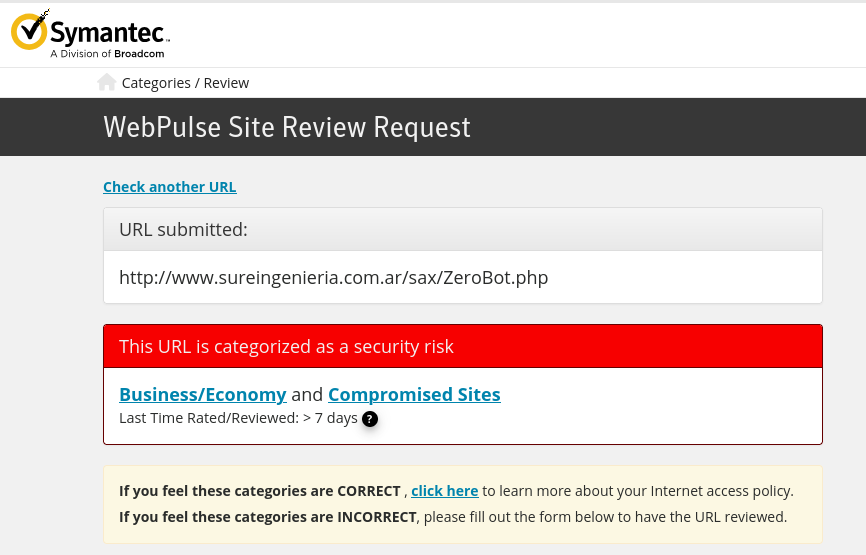 Symantec™
A Division of Broadcom
Categories / Review
WebPulse Site Review Request
Check another URL
URL submitted:
http://www.sureingenieria.com.ar/sax/ZeroBot.php
This URL is categorized as a security risk
Business/Economy and Compromised Sites
Last Time Rated/Reviewed: > 7 days ?
If you feel these categories are CORRECT , click here to learn more about your Internet access policy.
If you feel these categories are INCORRECT, please fill out the form below to have the URL reviewed.